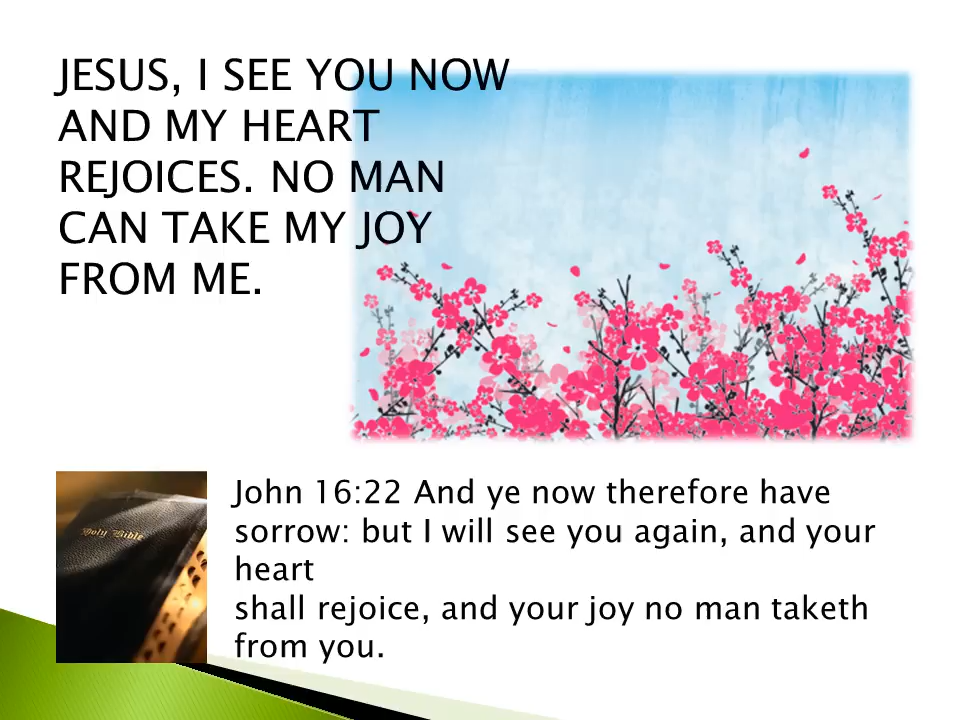 JESUS, I SEE YOU NOW
AND MY HEART
REJOICES. NO MAN
CAN TAKE MY JOY
FROM ME.
Holy Bible
John 16:22 And ye now therefore have
sorrow: but I will see you again, and your
heart
shall rejoice, and your joy no man taketh
from you.